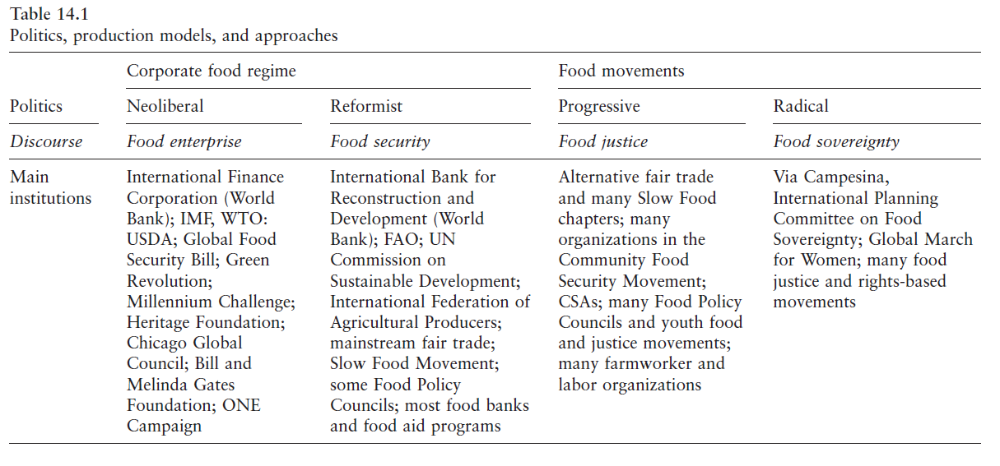 Table 14.1
Politics, production models, and approaches
Corporate food regime
Food movements
Politics
Neoliberal
Reformist
Progressive
Radical
Discourse
Food enterprise
Food security
Food justice
Food sovereignty
Main
institutions
International Finance
Corporation (World
Bank); IMF, WTO:
USDA; Global Food
Security Bill; Green
Revolution;
Millennium Challenge;
Heritage Foundation;
Chicago Global
Council; Bill and
Melinda Gates
Foundation; ONE
Campaign
International Bank for
Reconstruction and
Development (World
Bank); FAO; UN
Commission on
Sustainable Development;
International Federation of
Agricultural Producers;
mainstream fair trade;
Slow Food Movement;
some Food Policy
Councils; most food banks
and food aid programs
Alternative fair trade
and many Slow Food
chapters; many
organizations in the
Community Food
Security Movement;
CSAs; many Food Policy
Councils and youth food
and justice movements;
many farmworker and
labor organizations
Via Campesina,
International Planning
Committee on Food
Sovereignty; Global March
for Women; many food
justice and rights-based
movements